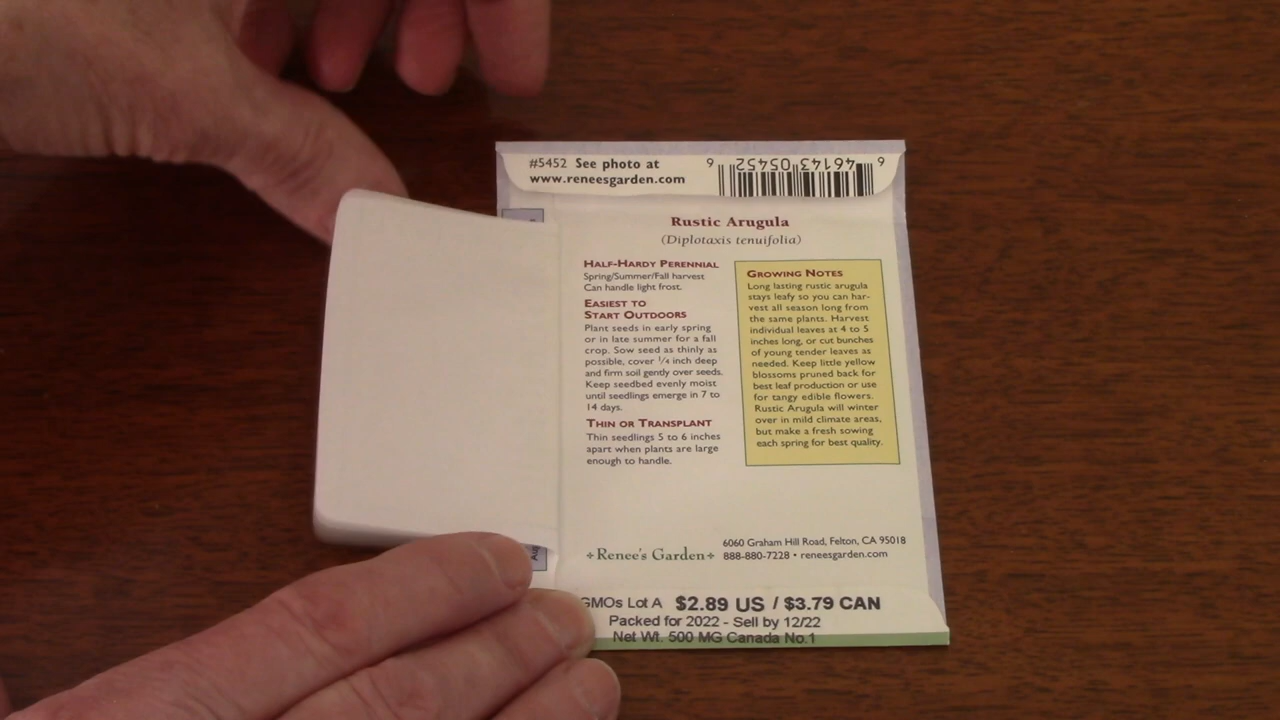 #5452 See photo at
www.reneesgarden.com
6 46143 05452 6
Rustic Arugula
(Diplotaxis tenuifolia)
HALF-HARDY PERENNIAL
Spring/Summer/Fall harvest
Can handle light frost.
EASIEST TO
START OUTDOORS
Plant seeds in early spring
or in late summer for a fall
crop. Sow seed as thinly as
possible, cover 1/4 inch deep
and firm soil gently over seeds.
Keep seedbed evenly moist
until seedlings emerge in 7 to
14 days.
THIN OR TRANSPLANT
Thin seedlings 5 to 6 inches
apart when plants are large
enough to handle.
GROWING NOTES
Long lasting rustic arugula
stays leafy so you can har-
vest all season long from
the same plants. Harvest
individual leaves at 4 to 5
inches long, or cut bunches
of young tender leaves as
needed. Keep little yellow
blossoms pruned back for
best leaf production or use
for tangy edible flowers.
Rustic Arugula will winter
over in mild climate areas,
but make a fresh sowing
each spring for best quality.
Renee's Garden
6060 Graham Hill Road, Felton, CA 95018
888-880-7228 • reneesgarden.com
GMOs Lot A $2.89 US / $3.79 CAN
Packed for 2022 - Sell by 12/22
Net Wt. 500 MG Canada No.1